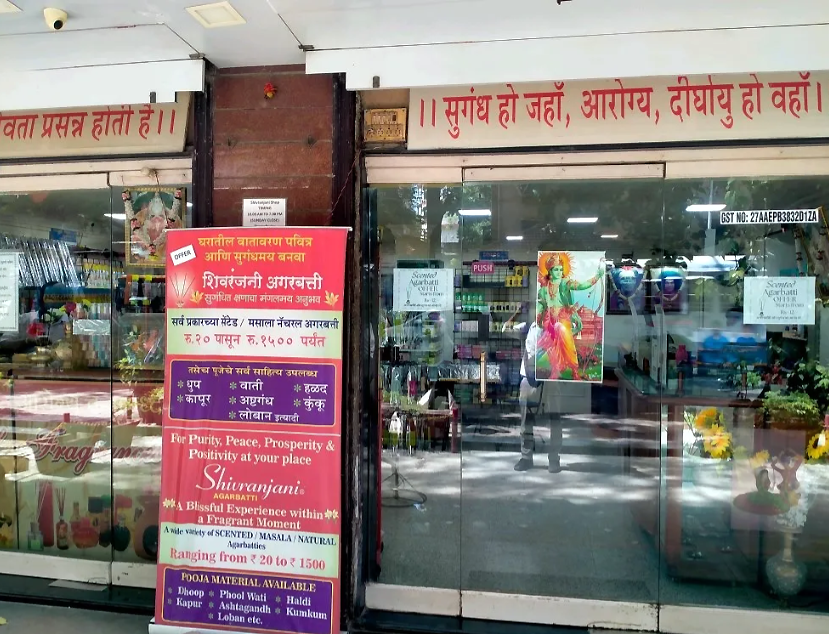 वता प्रसन्न होती हैं।।
।। सुगंध हो जहाँ, आरोग्य, दीर्घायु हो वहाँ।
GST NO: 27AAEPB3832D1ZA
PUSH
Scented
Agarbatti
OFFER
Scented
Agarbatti
OFFER
OFFER
घरातील वातावरण पवित्र
आणि सुगंधमय बनवा
शिवरंजनी अगरबत्ती
सुगंधित क्षणाचा मंगलमय अनुभव
सर्व प्रकारच्या सेंटेड / मसाला नॅचरल अगरबत्ती
रु.२० पासून रु.१५०० पर्यंत
तसेच पूजेचे सर्व साहित्य उपलब्ध
* धुप * वाती * हळद
* कापूर * अष्टगंध * कुंकू
* लोबान इत्यादी
For Purity, Peace, Prosperity &
Positivity at your place
Shivranjani
AGARBATTI
A Blissful Experience within
a Fragrant Moment
A wide variety of SCENTED / MASALA / NATURAL
Agarbatties
Ranging from ₹ 20 to ₹ 1500
POOJA MATERIAL AVAILABLE
* Dhoop * Phool Wati * Haldi
* Kapur * Ashtagandh * Kumkum
* Loban etc.